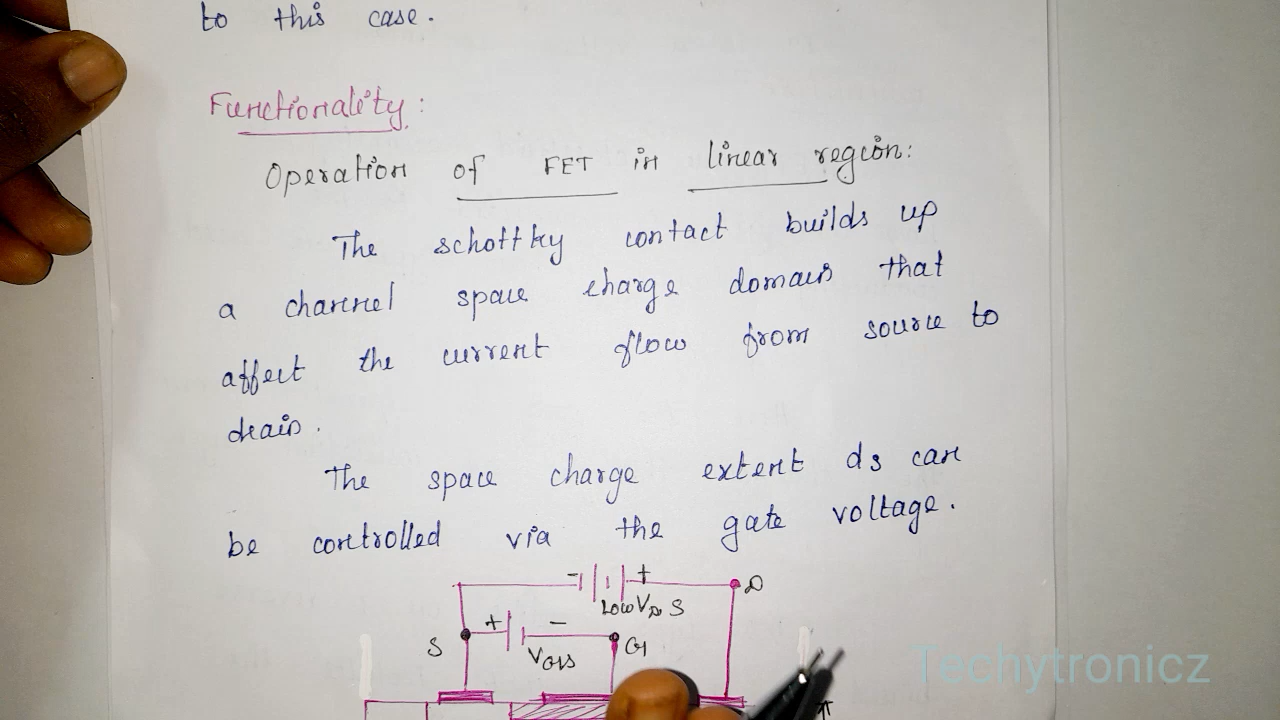 to this case.
Functionality:
Operation of FET in linear region:
The schottky contact builds up
a channel space charge domain that
affect the current flow from source to
drain.
The space charge extent ds can
be controlled via the gate voltage.
- + D
Low VDS
S + - G
VGS
Techytronicz